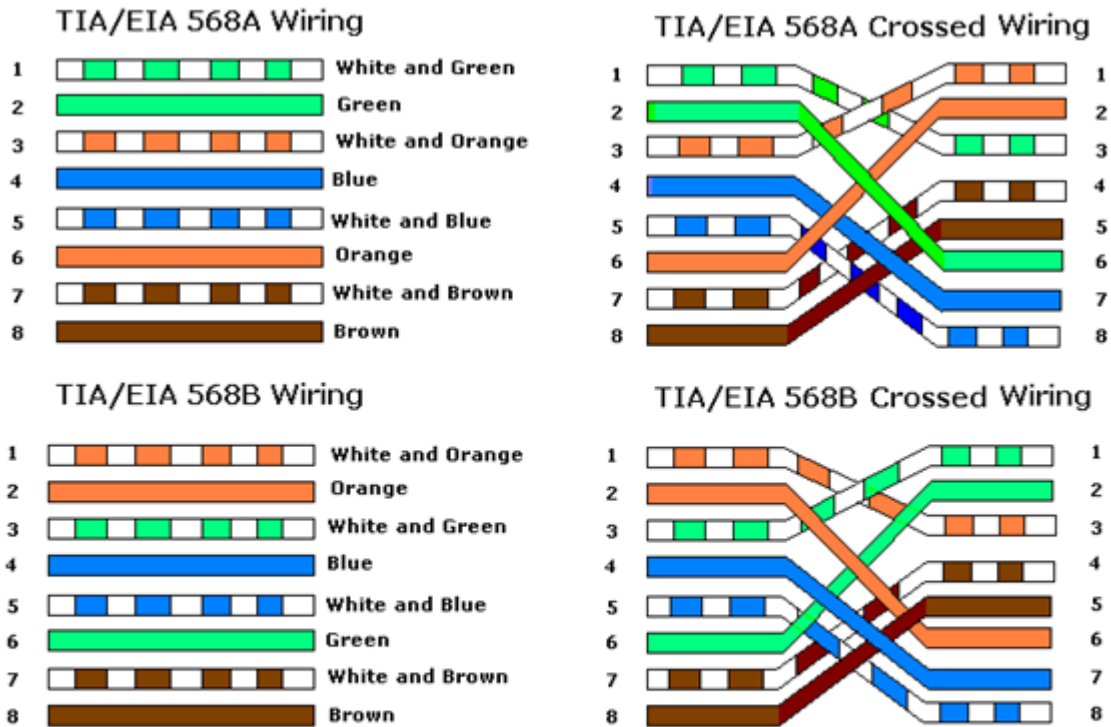 TIA/EIA 568A Wiring
1 White and Green
2 Green
3 White and Orange
4 Blue
5 White and Blue
6 Orange
7 White and Brown
8 Brown
TIA/EIA 568A Crossed Wiring
1 1
2 2
3 3
4 4
5 5
6 6
7 7
8 8
TIA/EIA 568B Wiring
1 White and Orange
2 Orange
3 White and Green
4 Blue
5 White and Blue
6 Green
7 White and Brown
8 Brown
TIA/EIA 568B Crossed Wiring
1 1
2 2
3 3
4 4
5 5
6 6
7 7
8 8